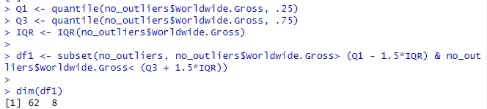 > Q1 <- quantile(no_outliers$Worldwide.Gross, .25)
> Q3 <- quantile(no_outliers$Worldwide.Gross, .75)
> IQR <- IQR(no_outliers$Worldwide.Gross)
>
> df1 <- subset(no_outliers, no_outliers$Worldwide.Gross> (Q1 - 1.5*IQR) & no_out
liers$Worldwide.Gross< (Q3 + 1.5*IQR))
>
> dim(df1)
[1] 62  8